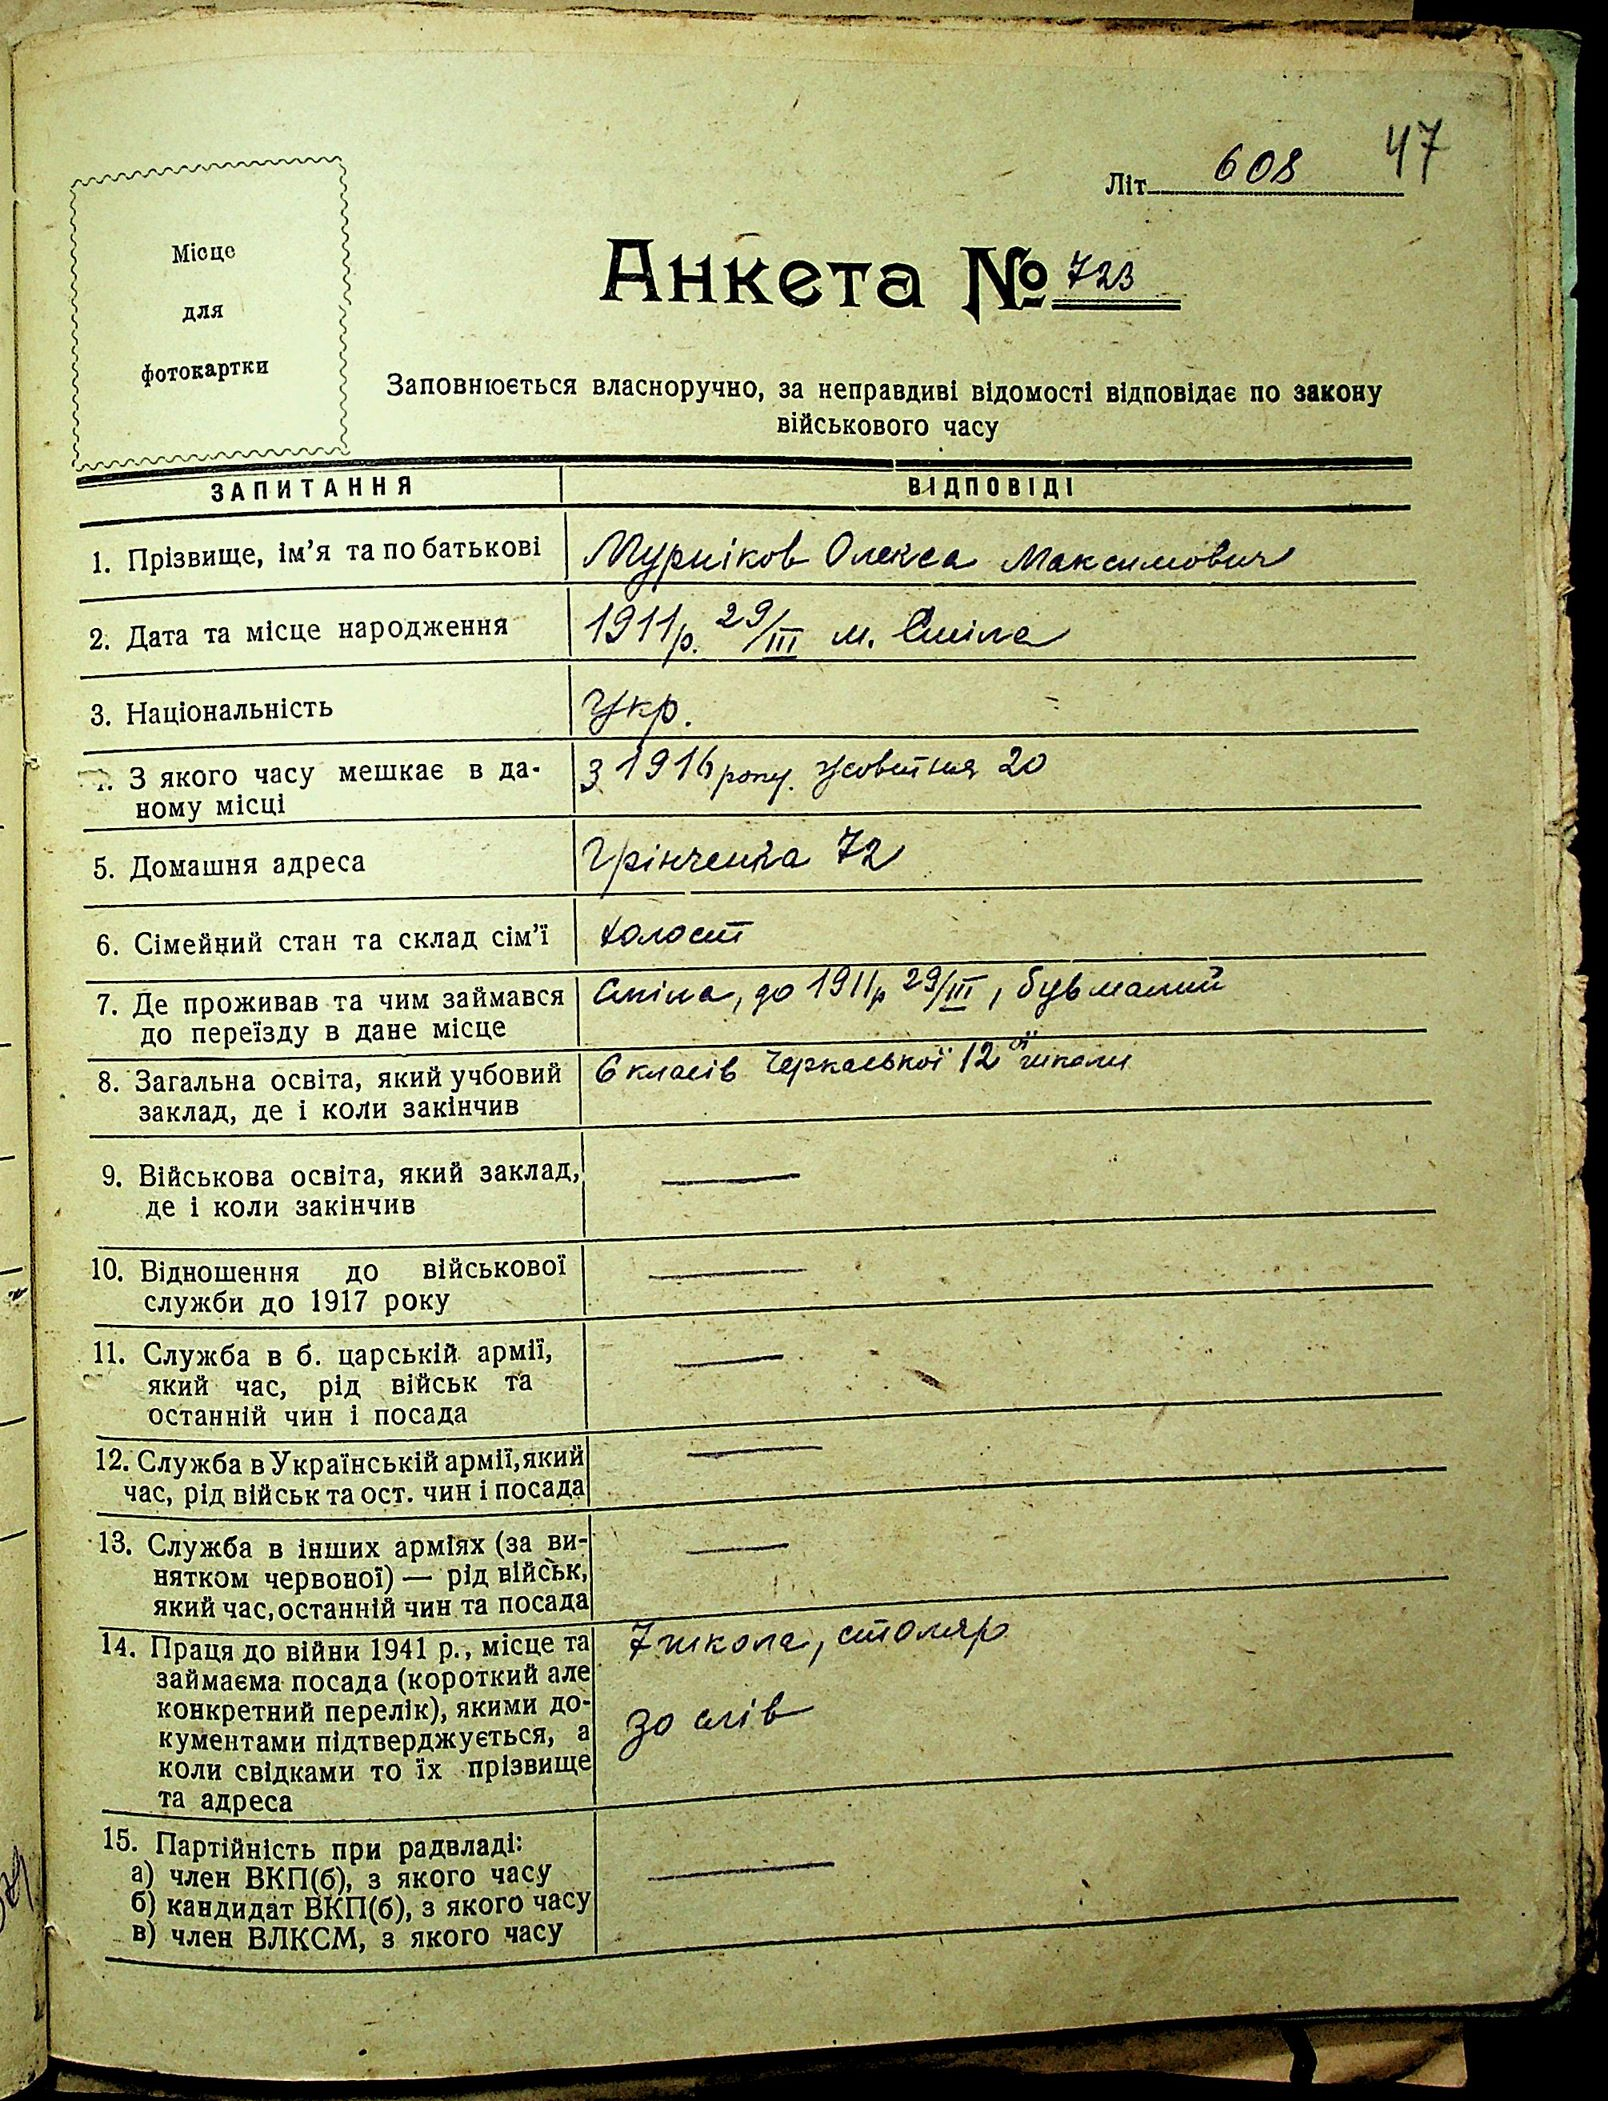 47
Літ 608
Місце
для
фотокартки
Анкета № 723
Заповнюється власноручно, за неправдиві відомості відповідає по закону
військового часу
ЗАПИТАННЯ ВІДПОВІДІ
1. Прізвище, ім'я та по батькові Олекса Максимович
2. Дата та місце народження 1911р. 29/III м. Сміла
3. Національність Укр.
З якого часу мешкає в да-
ному місці
З 1916 року. Жовтня 20
5. Домашня адреса Грінченка 72
6. Сімейний стан та склад сім'ї холост
7. Де проживав та чим займався
до переїзду в дане місце
Сміла, до 1911р 29/III, був малий
8. Загальна освіта, який учбовий
заклад, де і коли закінчив
6 класів Черкаської 12ої школи
9. Військова освіта, який заклад,
де і коли закінчив
—
10. Відношення до військової
служби до 1917 року
—
11. Служба в б. царській армії,
який час, рід військ та
останній чин і посада
—
12. Служба в Українській армії, який
час, рід військ та ост. чин і посада
—
13. Служба в інших арміях (за ви-
нятком червоної) — рід військ,
який час, останній чин та посада
—
14. Праця до війни 1941 р., місце та
займаєма посада (короткий але
конкретний перелік), якими до-
кументами підтверджується, а
коли свідками то їх прізвище
та адреса
7 школа, столяр
зо слів
15. Партійність при радвладі:
а) член ВКП(б), з якого часу
б) кандидат ВКП(б), з якого часу
в) член ВЛКСМ, з якого часу
—